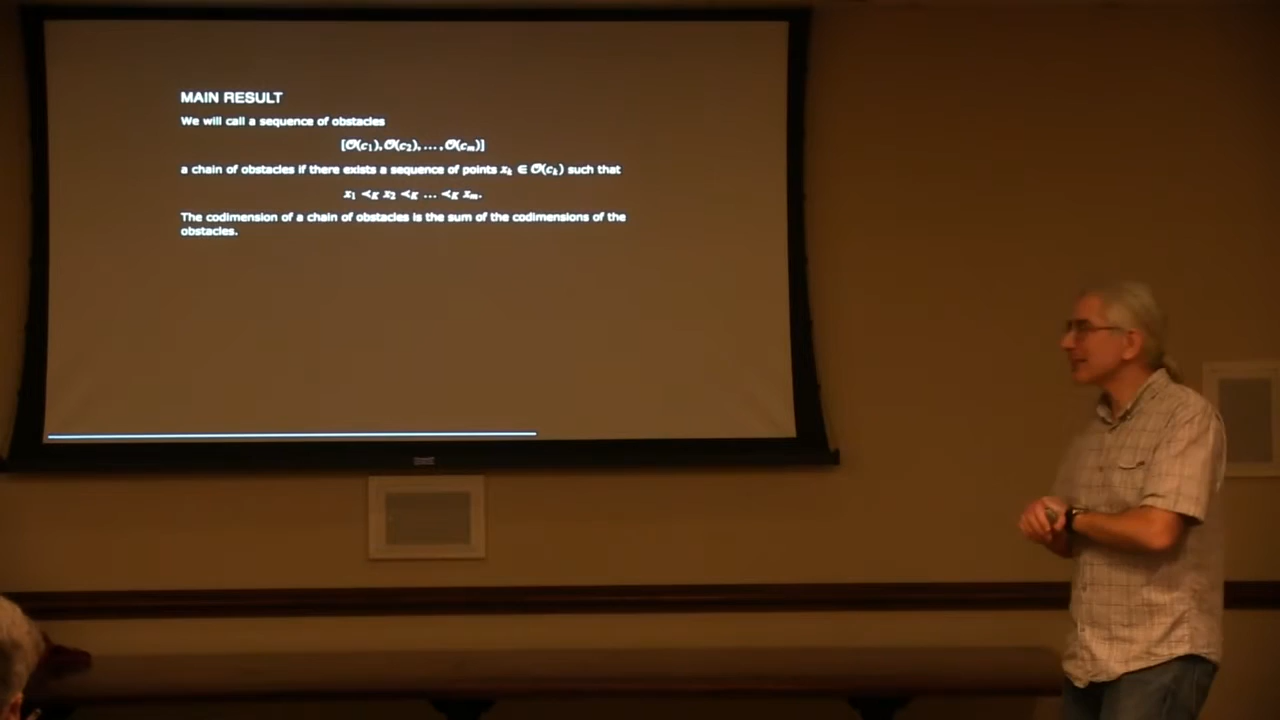 MAIN RESULT
We will call a sequence of obstacles
[𝒪(c₁), 𝒪(c₂), … , 𝒪(cₘ)]
a chain of obstacles if there exists a sequence of points xₖ ∈ 𝒪(cₖ) such that
x₁ ≺_K x₂ ≺_K … ≺_K xₘ.
The codimension of a chain of obstacles is the sum of the codimensions of the
obstacles.